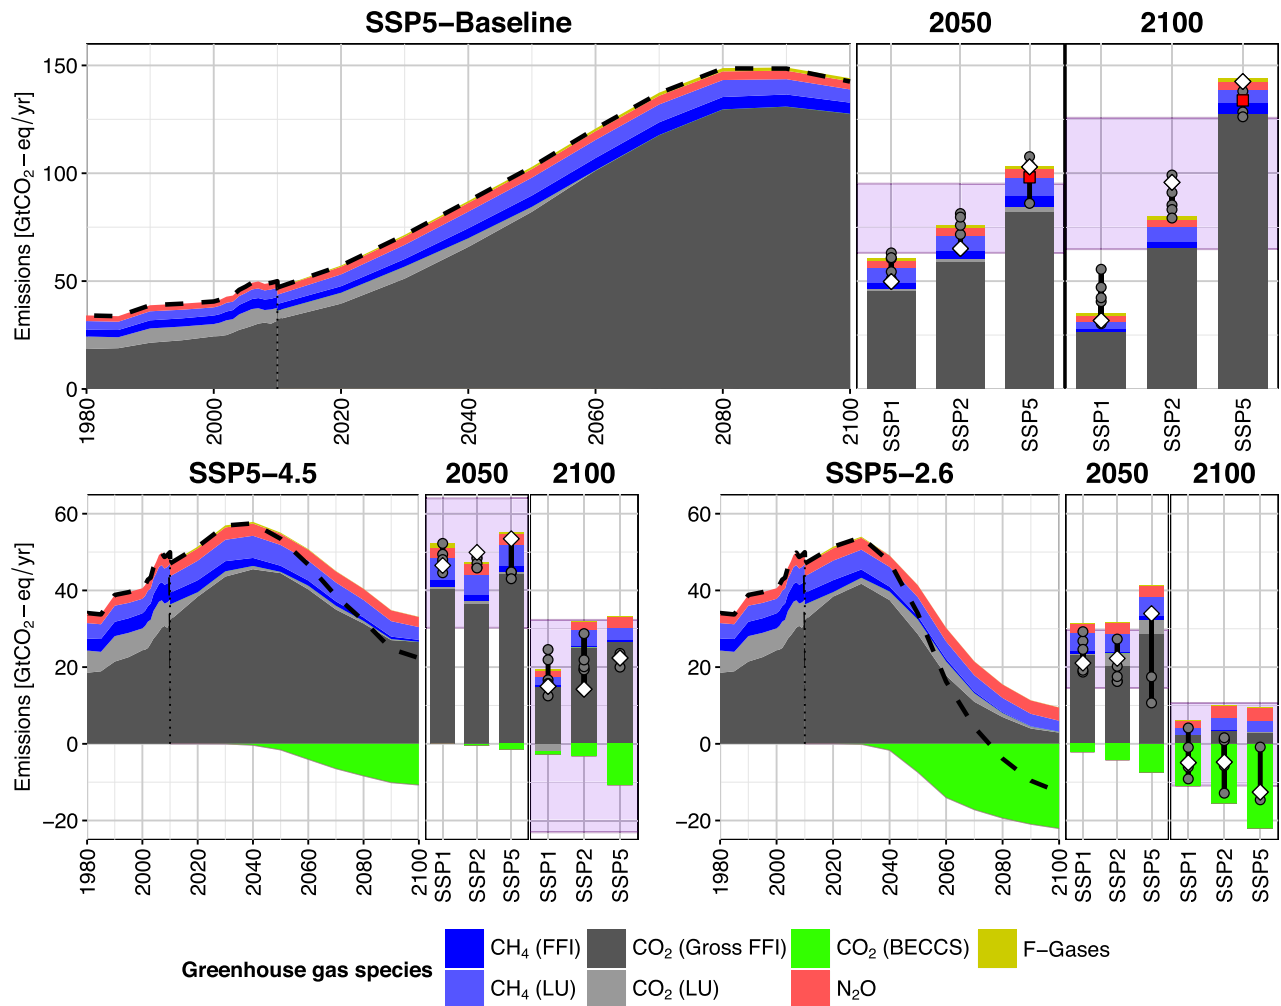 SSP5−Baseline 2050 2100
Emissions [GtCO₂−eq/yr]
150
100
50
0
1980 2000 2020 2040 2060 2080 2100 SSP1 SSP2 SSP5 SSP1 SSP2 SSP5
SSP5−4.5 2050 2100 SSP5−2.6 2050 2100
Emissions [GtCO₂−eq/yr]
60 60
40 40
20 20
0 0
−20 −20
1980 2000 2020 2040 2060 2080 2100 SSP1 SSP2 SSP5 SSP1 SSP2 SSP5 1980 2000 2020 2040 2060 2080 2100 SSP1 SSP2 SSP5 SSP1 SSP2 SSP5
Greenhouse gas species
CH₄ (FFI) CO₂ (Gross FFI) CO₂ (BECCS) F−Gases
CH₄ (LU) CO₂ (LU) N₂O